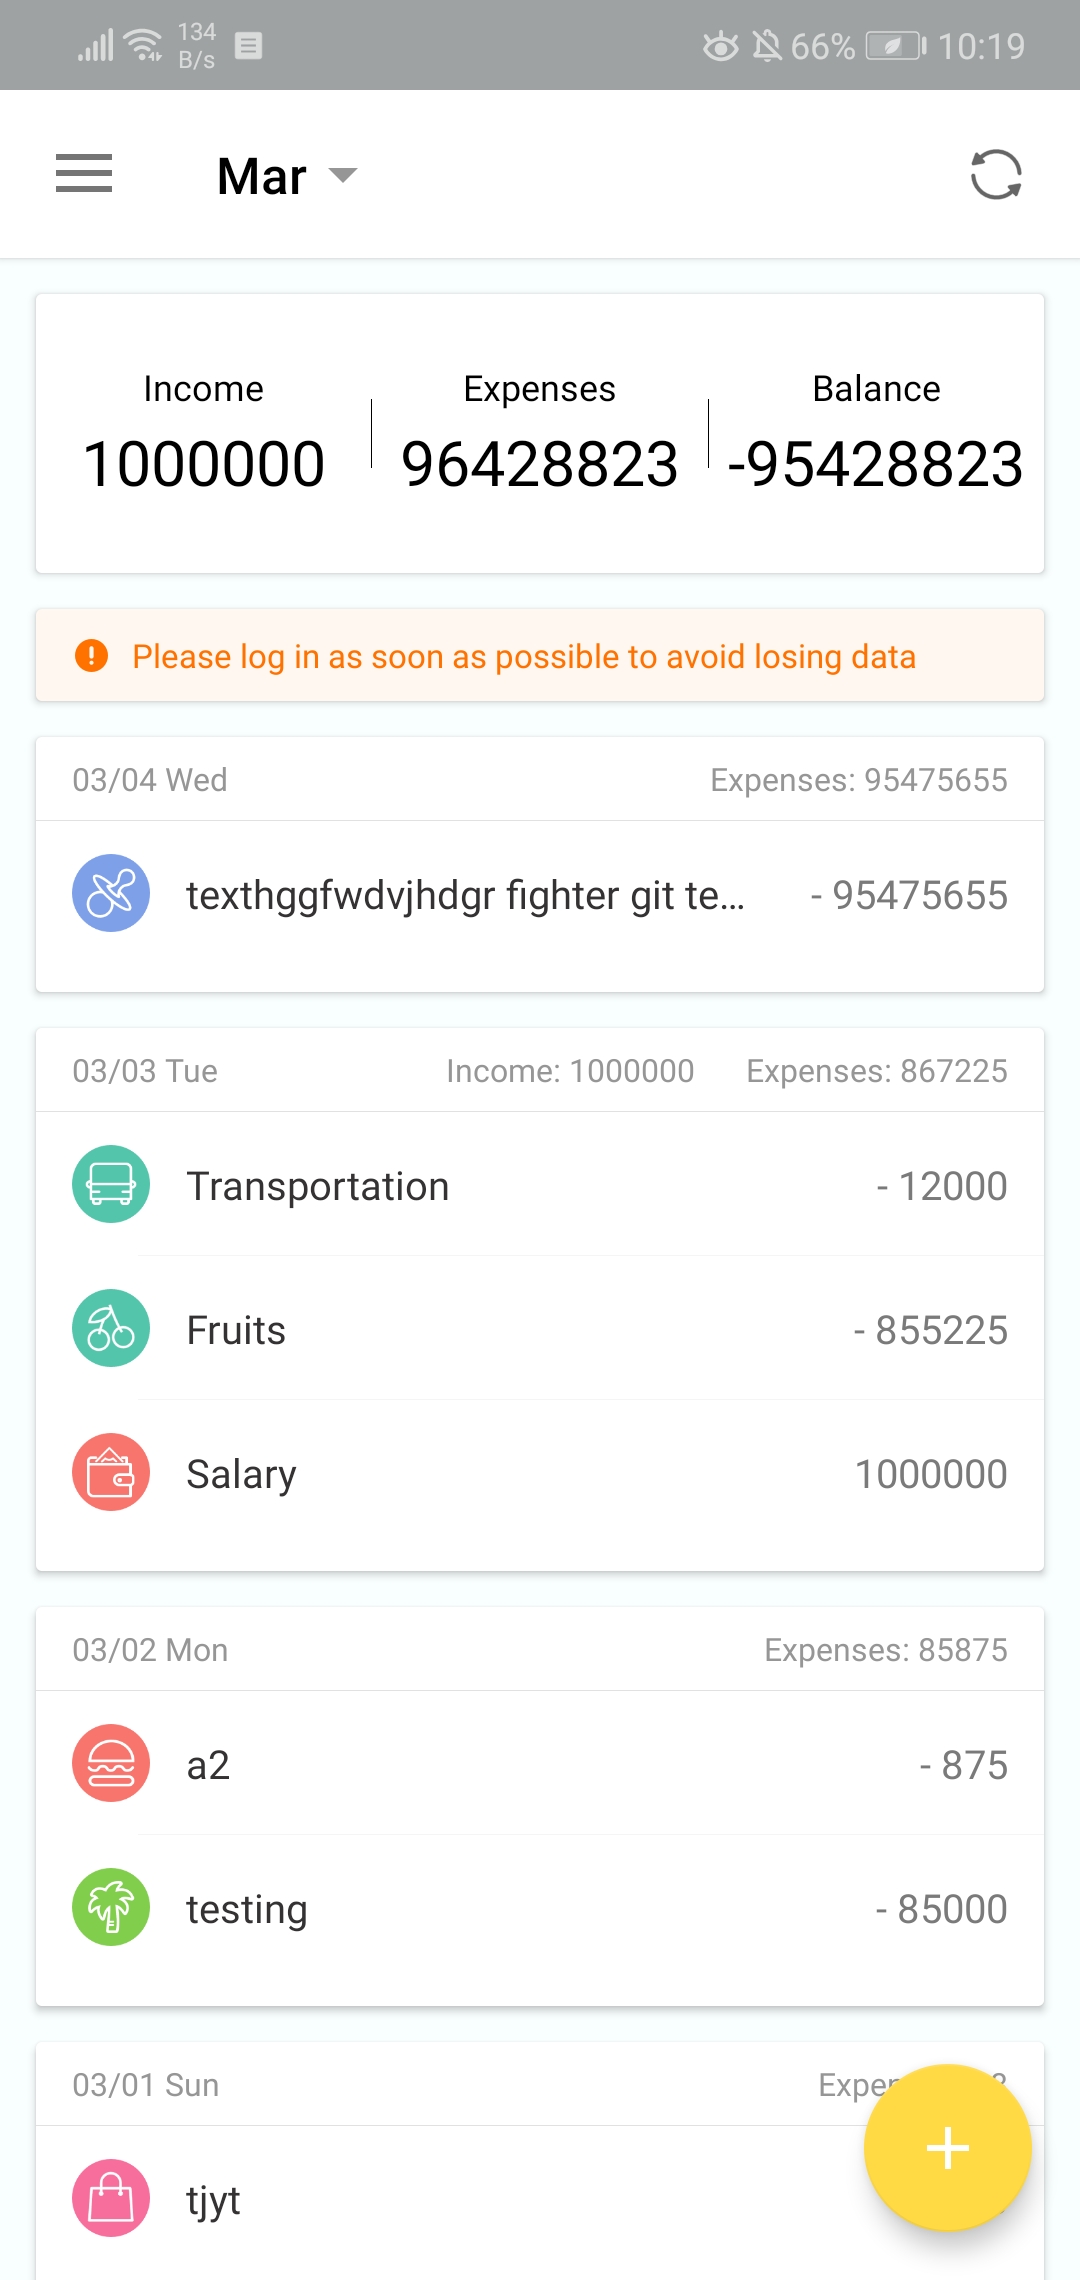 134
B/s
66%
10:19
Mar
Income
Expenses
Balance
1000000
96428823
-95428823
Please log in as soon as possible to avoid losing data
03/04 Wed
Expenses: 95475655
texthggfwdvjhdgr fighter git te...
- 95475655
03/03 Tue
Income: 1000000
Expenses: 867225
Transportation
- 12000
Fruits
- 855225
Salary
1000000
03/02 Mon
Expenses: 85875
a2
- 875
testing
- 85000
03/01 Sun
tjyt